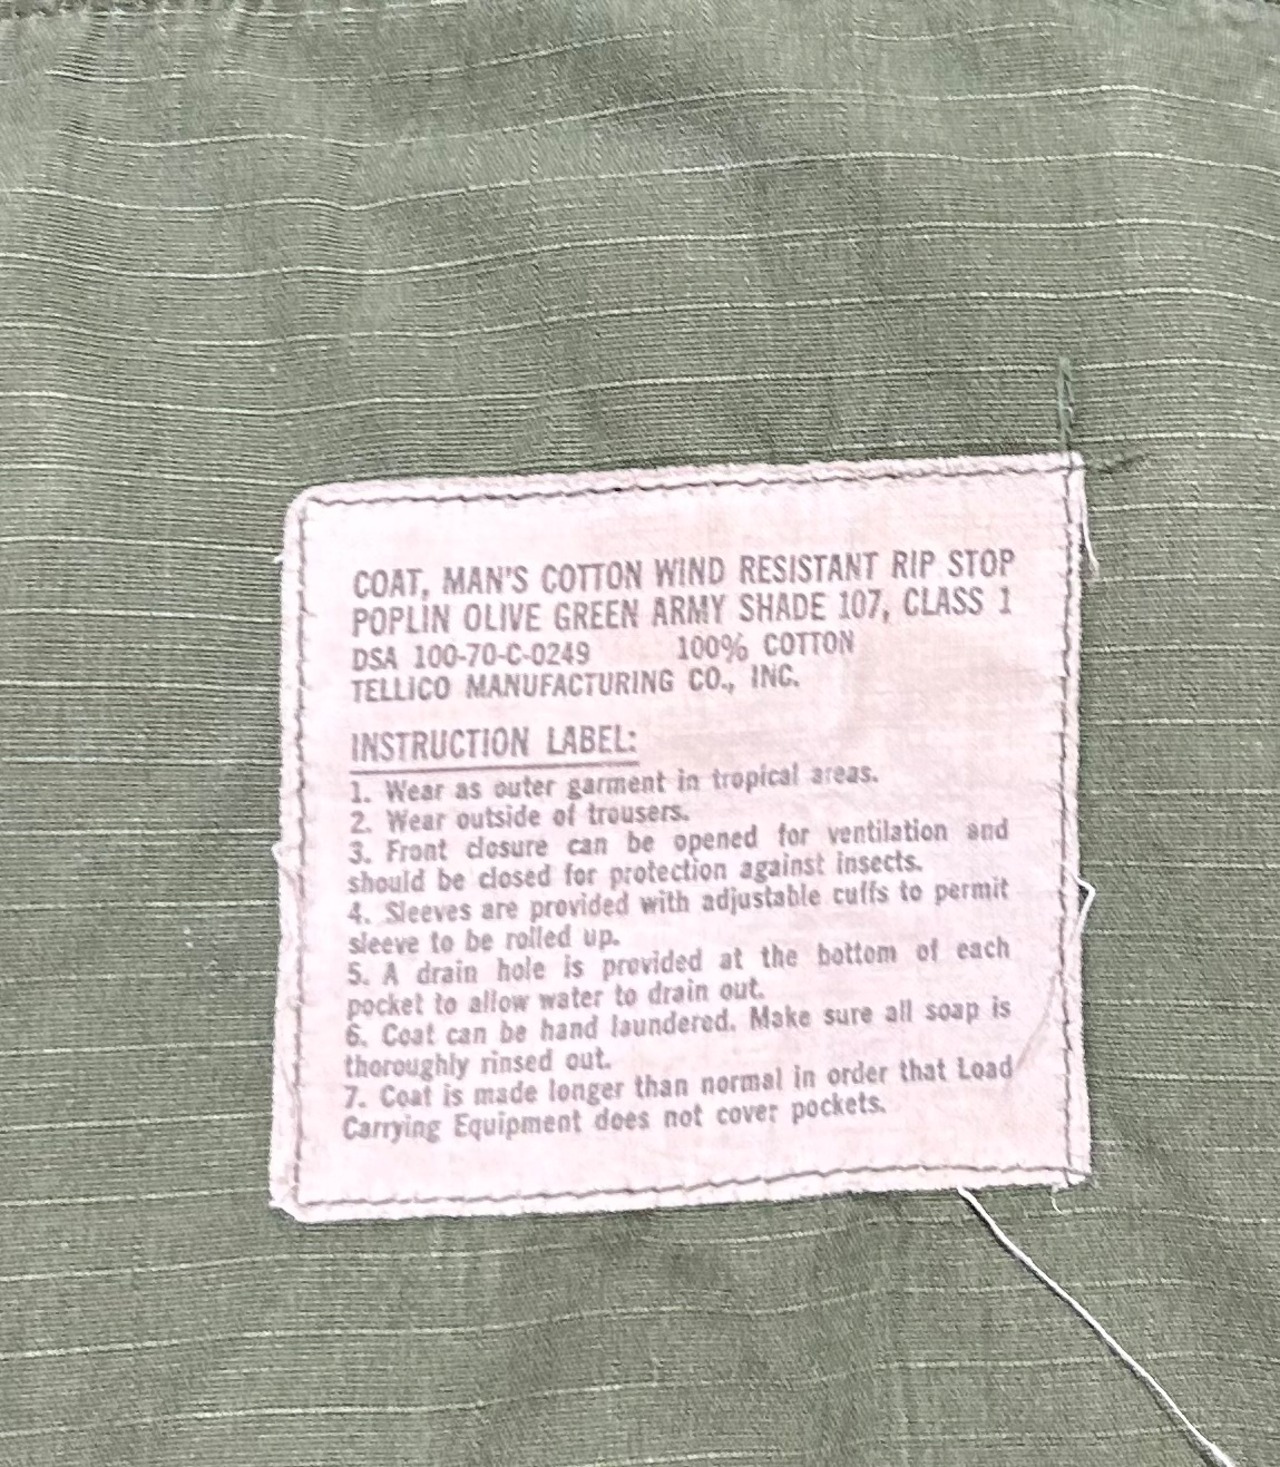 COAT, MAN'S COTTON WIND RESISTANT RIP STOP
POPLIN OLIVE GREEN ARMY SHADE 107, CLASS 1
DSA 100-70-C-0249 100% COTTON
TELLICO MANUFACTURING CO., INC.
INSTRUCTION LABEL:
1. Wear as outer garment in tropical areas.
2. Wear outside of trousers.
3. Front closure can be opened for ventilation and
should be closed for protection against insects.
4. Sleeves are provided with adjustable cuffs to permit
sleeve to be rolled up.
5. A drain hole is provided at the bottom of each
pocket to allow water to drain out.
6. Coat can be hand laundered. Make sure all soap is
thoroughly rinsed out.
7. Coat is made longer than normal in order that Load
Carrying Equipment does not cover pockets.